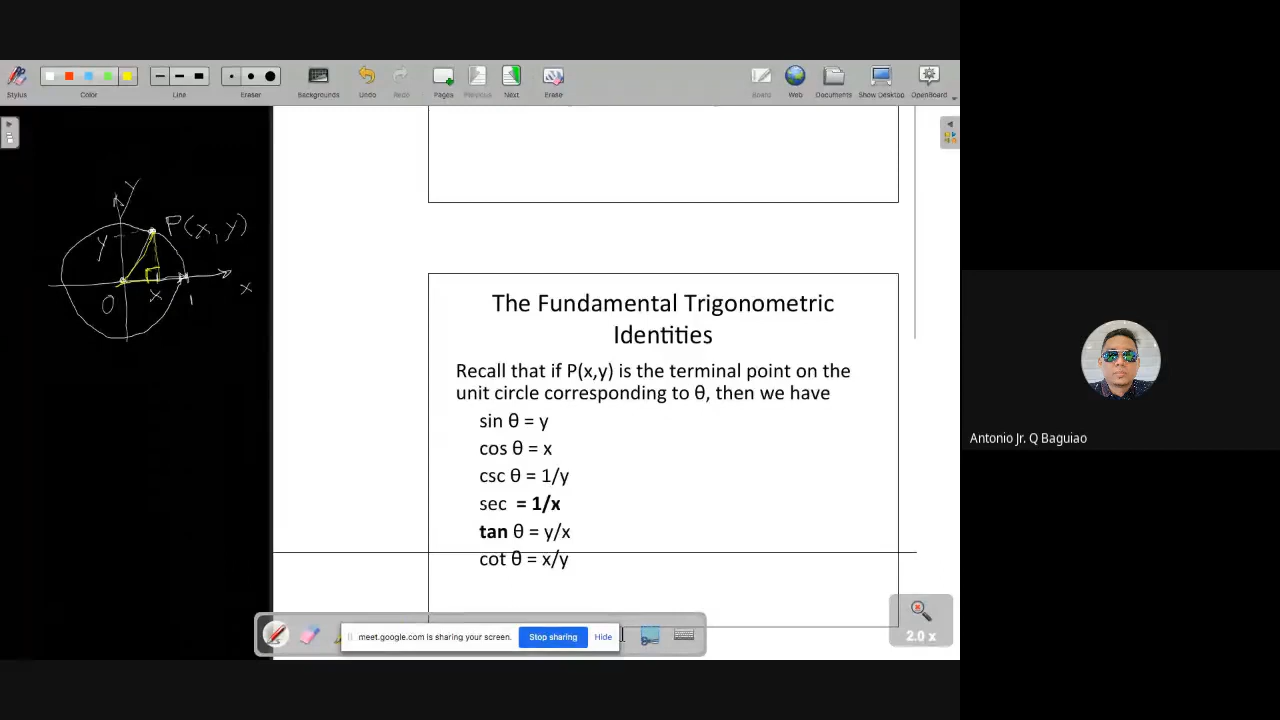 Stylus
Color
Line
Eraser
Backgrounds
Undo
Redo
Pages
Previous
Next
Erase
Board
Web
Documents
Show Desktop
OpenBoard
y
P(x, y)
y
O
x
1
x
The Fundamental Trigonometric
Identities
Recall that if P(x,y) is the terminal point on the
unit circle corresponding to θ, then we have
sin θ = y
cos θ = x
csc θ = 1/y
sec = 1/x
tan θ = y/x
cot θ = x/y
meet.google.com is sharing your screen.
Stop sharing
Hide
2.0 x
Antonio Jr. Q Baguiao